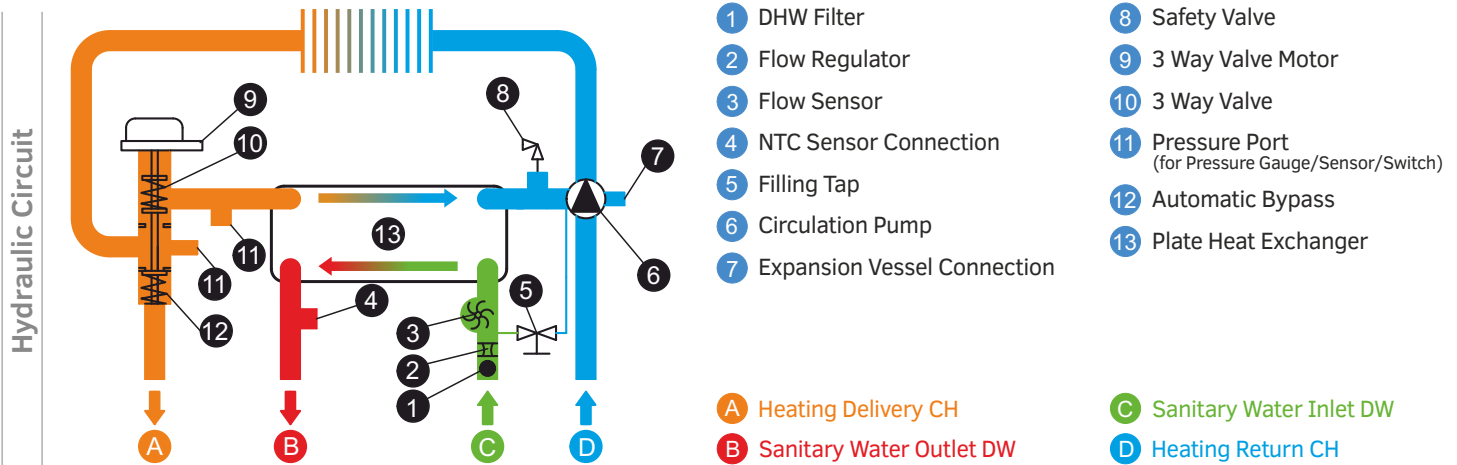 Hydraulic Circuit
9
10
8
7
11
13
11
12
4
3
5
6
2
1
A
B
C
D
1 DHW Filter
2 Flow Regulator
3 Flow Sensor
4 NTC Sensor Connection
5 Filling Tap
6 Circulation Pump
7 Expansion Vessel Connection
8 Safety Valve
9 3 Way Valve Motor
10 3 Way Valve
11 Pressure Port
(for Pressure Gauge/Sensor/Switch)
12 Automatic Bypass
13 Plate Heat Exchanger
A Heating Delivery CH
B Sanitary Water Outlet DW
C Sanitary Water Inlet DW
D Heating Return CH